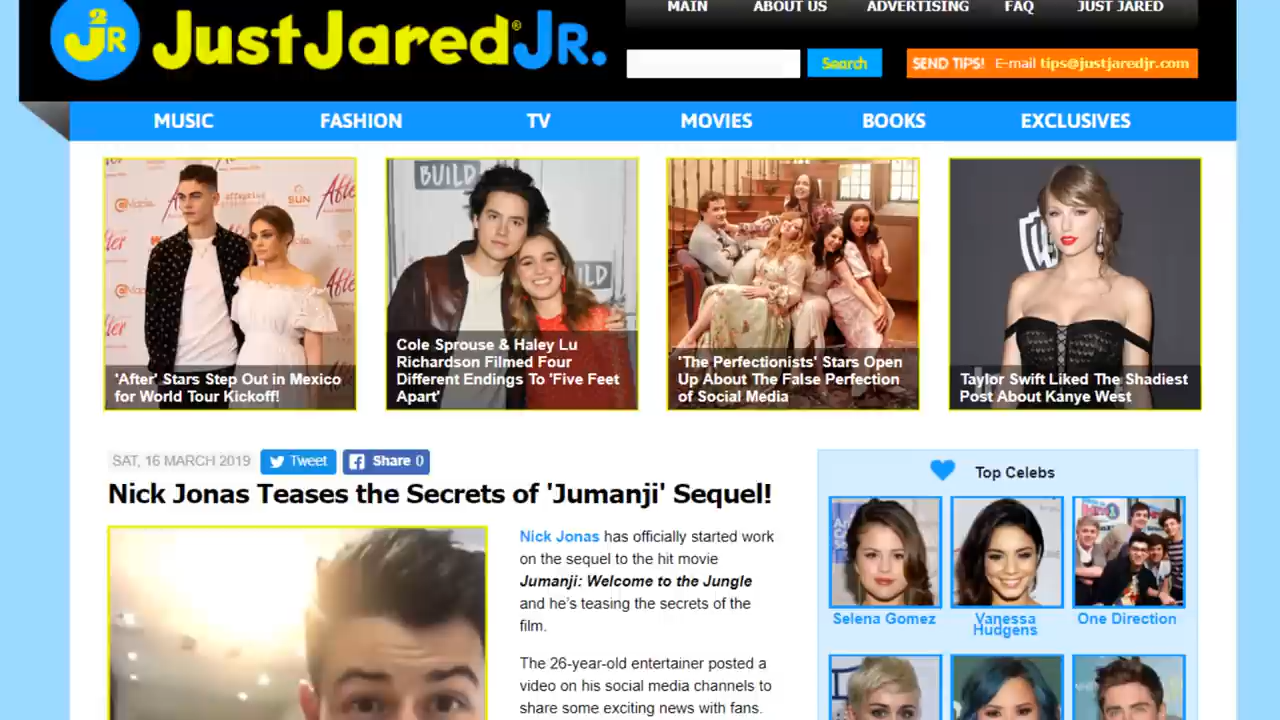 2
JR
JustJared® Jr.
MAIN ABOUT US ADVERTISING FAQ JUST JARED
Search
SEND TIPS! E-mail tips@justjaredjr.com
MUSIC FASHION TV MOVIES BOOKS EXCLUSIVES
After
SUN
'After' Stars Step Out in Mexico
for World Tour Kickoff!
BUILD
Cole Sprouse & Haley Lu
Richardson Filmed Four
Different Endings To 'Five Feet
Apart'
'The Perfectionists' Stars Open
Up About The False Perfection
of Social Media
Taylor Swift Liked The Shadiest
Post About Kanye West
SAT, 16 MARCH 2019
Tweet
Share 0
Nick Jonas Teases the Secrets of 'Jumanji' Sequel!
Nick Jonas has officially started work
on the sequel to the hit movie
Jumanji: Welcome to the Jungle
and he's teasing the secrets of the
film.
The 26-year-old entertainer posted a
video on his social media channels to
share some exciting news with fans.
Top Celebs
Selena Gomez
Vanessa
Hudgens
One Direction